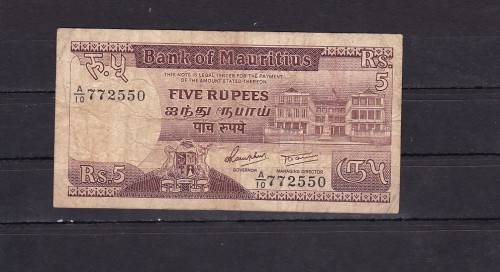 रु.५ Bank of Mauritius Rs. 5
THIS NOTE IS LEGAL TENDER FOR THE PAYMENT
OF THE AMOUNT STATED THEREON
A/10 772550
FIVE RUPEES
ஐந்து ரூபாய்
पांच रुपये
GOVERNOR MANAGING DIRECTOR
A/10 772550
Rs.5